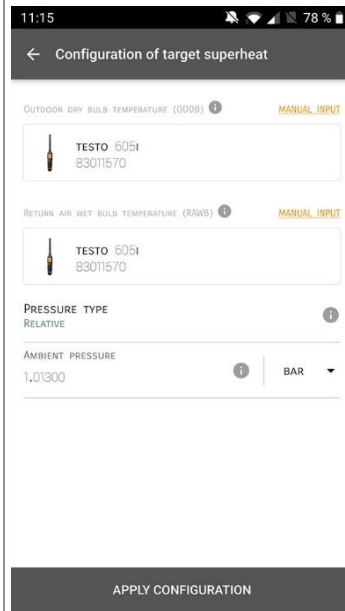 11:15 78 %
Configuration of target superheat
OUTDOOR DRY BULB TEMPERATURE (ODDB) MANUAL INPUT
TESTO 605I
83011570
RETURN AIR WET BULB TEMPERATURE (RAWB) MANUAL INPUT
TESTO 605I
83011570
PRESSURE TYPE
RELATIVE
AMBIENT PRESSURE
1.01300 BAR
APPLY CONFIGURATION